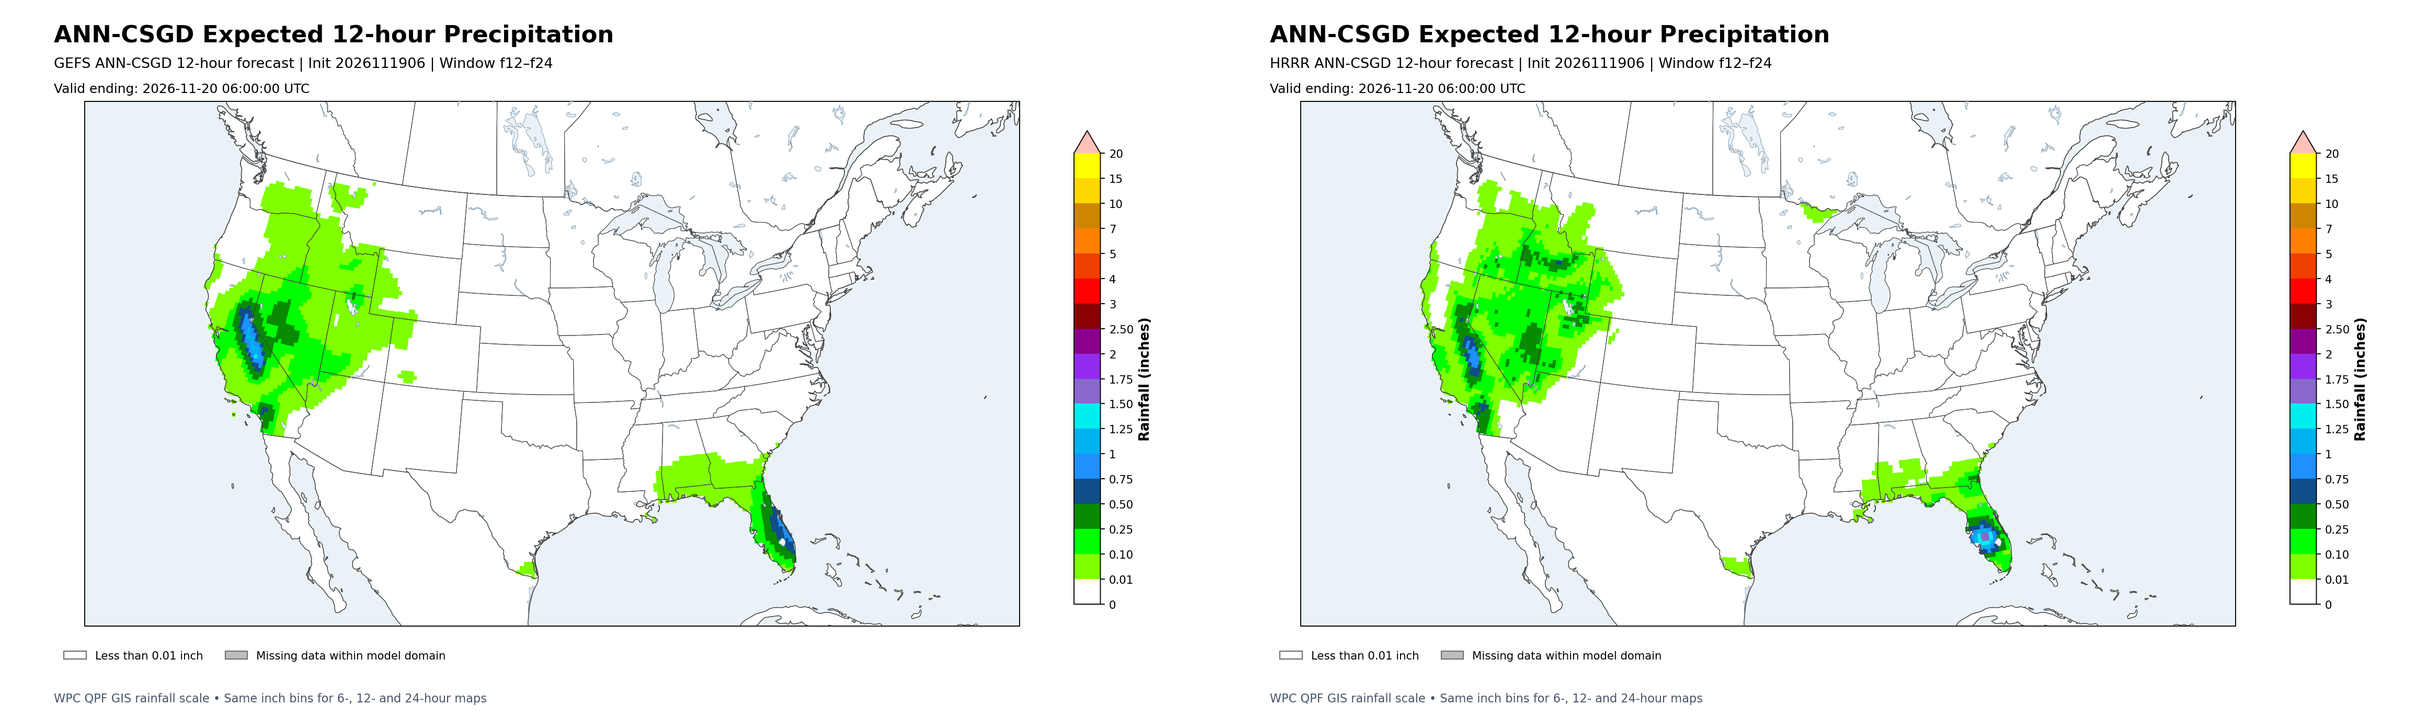 ANN-CSGD Expected 12-hour Precipitation
GEFS ANN-CSGD 12-hour forecast | Init 2026111906 | Window f12–f24
Valid ending: 2026-11-20 06:00:00 UTC
20
15
10
7
5
4
3
2.50
2
1.75
1.50
1.25
1
0.75
0.50
0.25
0.10
0.01
0
Rainfall (inches)
Less than 0.01 inch
Missing data within model domain
WPC QPF GIS rainfall scale • Same inch bins for 6-, 12- and 24-hour maps
ANN-CSGD Expected 12-hour Precipitation
HRRR ANN-CSGD 12-hour forecast | Init 2026111906 | Window f12–f24
Valid ending: 2026-11-20 06:00:00 UTC
20
15
10
7
5
4
3
2.50
2
1.75
1.50
1.25
1
0.75
0.50
0.25
0.10
0.01
0
Rainfall (inches)
Less than 0.01 inch
Missing data within model domain
WPC QPF GIS rainfall scale • Same inch bins for 6-, 12- and 24-hour maps